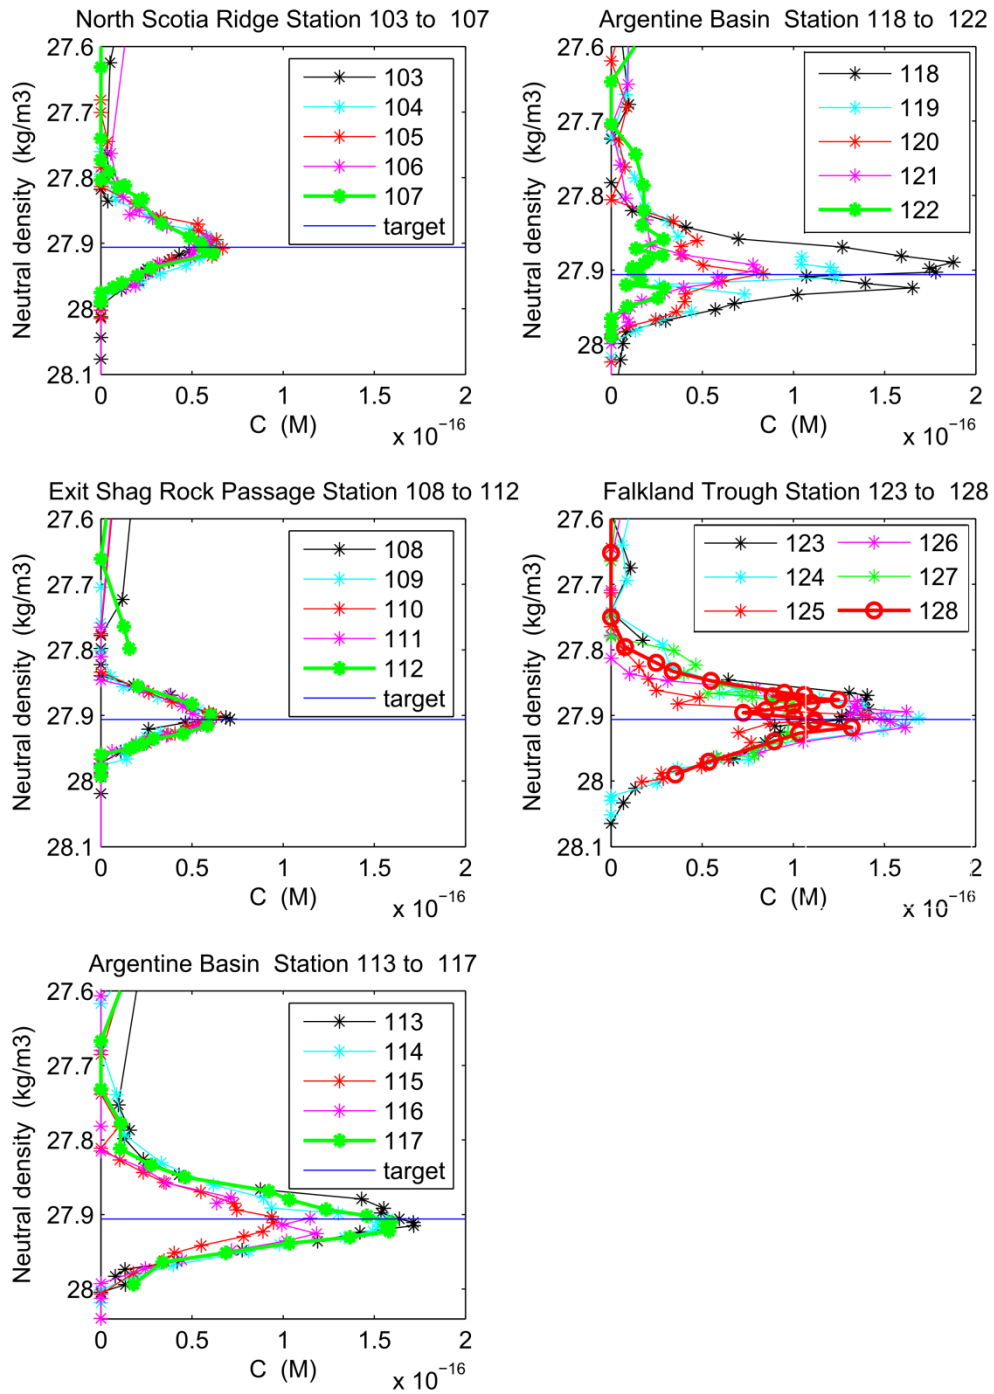 North Scotia Ridge Station 103 to 107
27.6
27.7
27.8
27.9
28
28.1
Neutral density (kg/m3)
103
104
105
106
107
target
0 0.5 1 1.5 2
C (M)
x 10^-16
Argentine Basin Station 118 to 122
27.6
27.7
27.8
27.9
28
Neutral density (kg/m3)
118
119
120
121
122
0 0.5 1 1.5 2
C (M)
x 10^-16
Exit Shag Rock Passage Station 108 to 112
27.6
27.7
27.8
27.9
28
28.1
Neutral density (kg/m3)
108
109
110
111
112
target
0 0.5 1 1.5 2
C (M)
x 10^-16
Falkland Trough Station 123 to 128
27.6
27.7
27.8
27.9
28
28.1
Neutral density (kg/m3)
123 126
124 127
125 128
0 0.5 1 1.5 2
C (M)
x 10^-16
Argentine Basin Station 113 to 117
27.6
27.7
27.8
27.9
28
Neutral density (kg/m3)
113
114
115
116
117
target
0 0.5 1 1.5 2
C (M)
x 10^-16